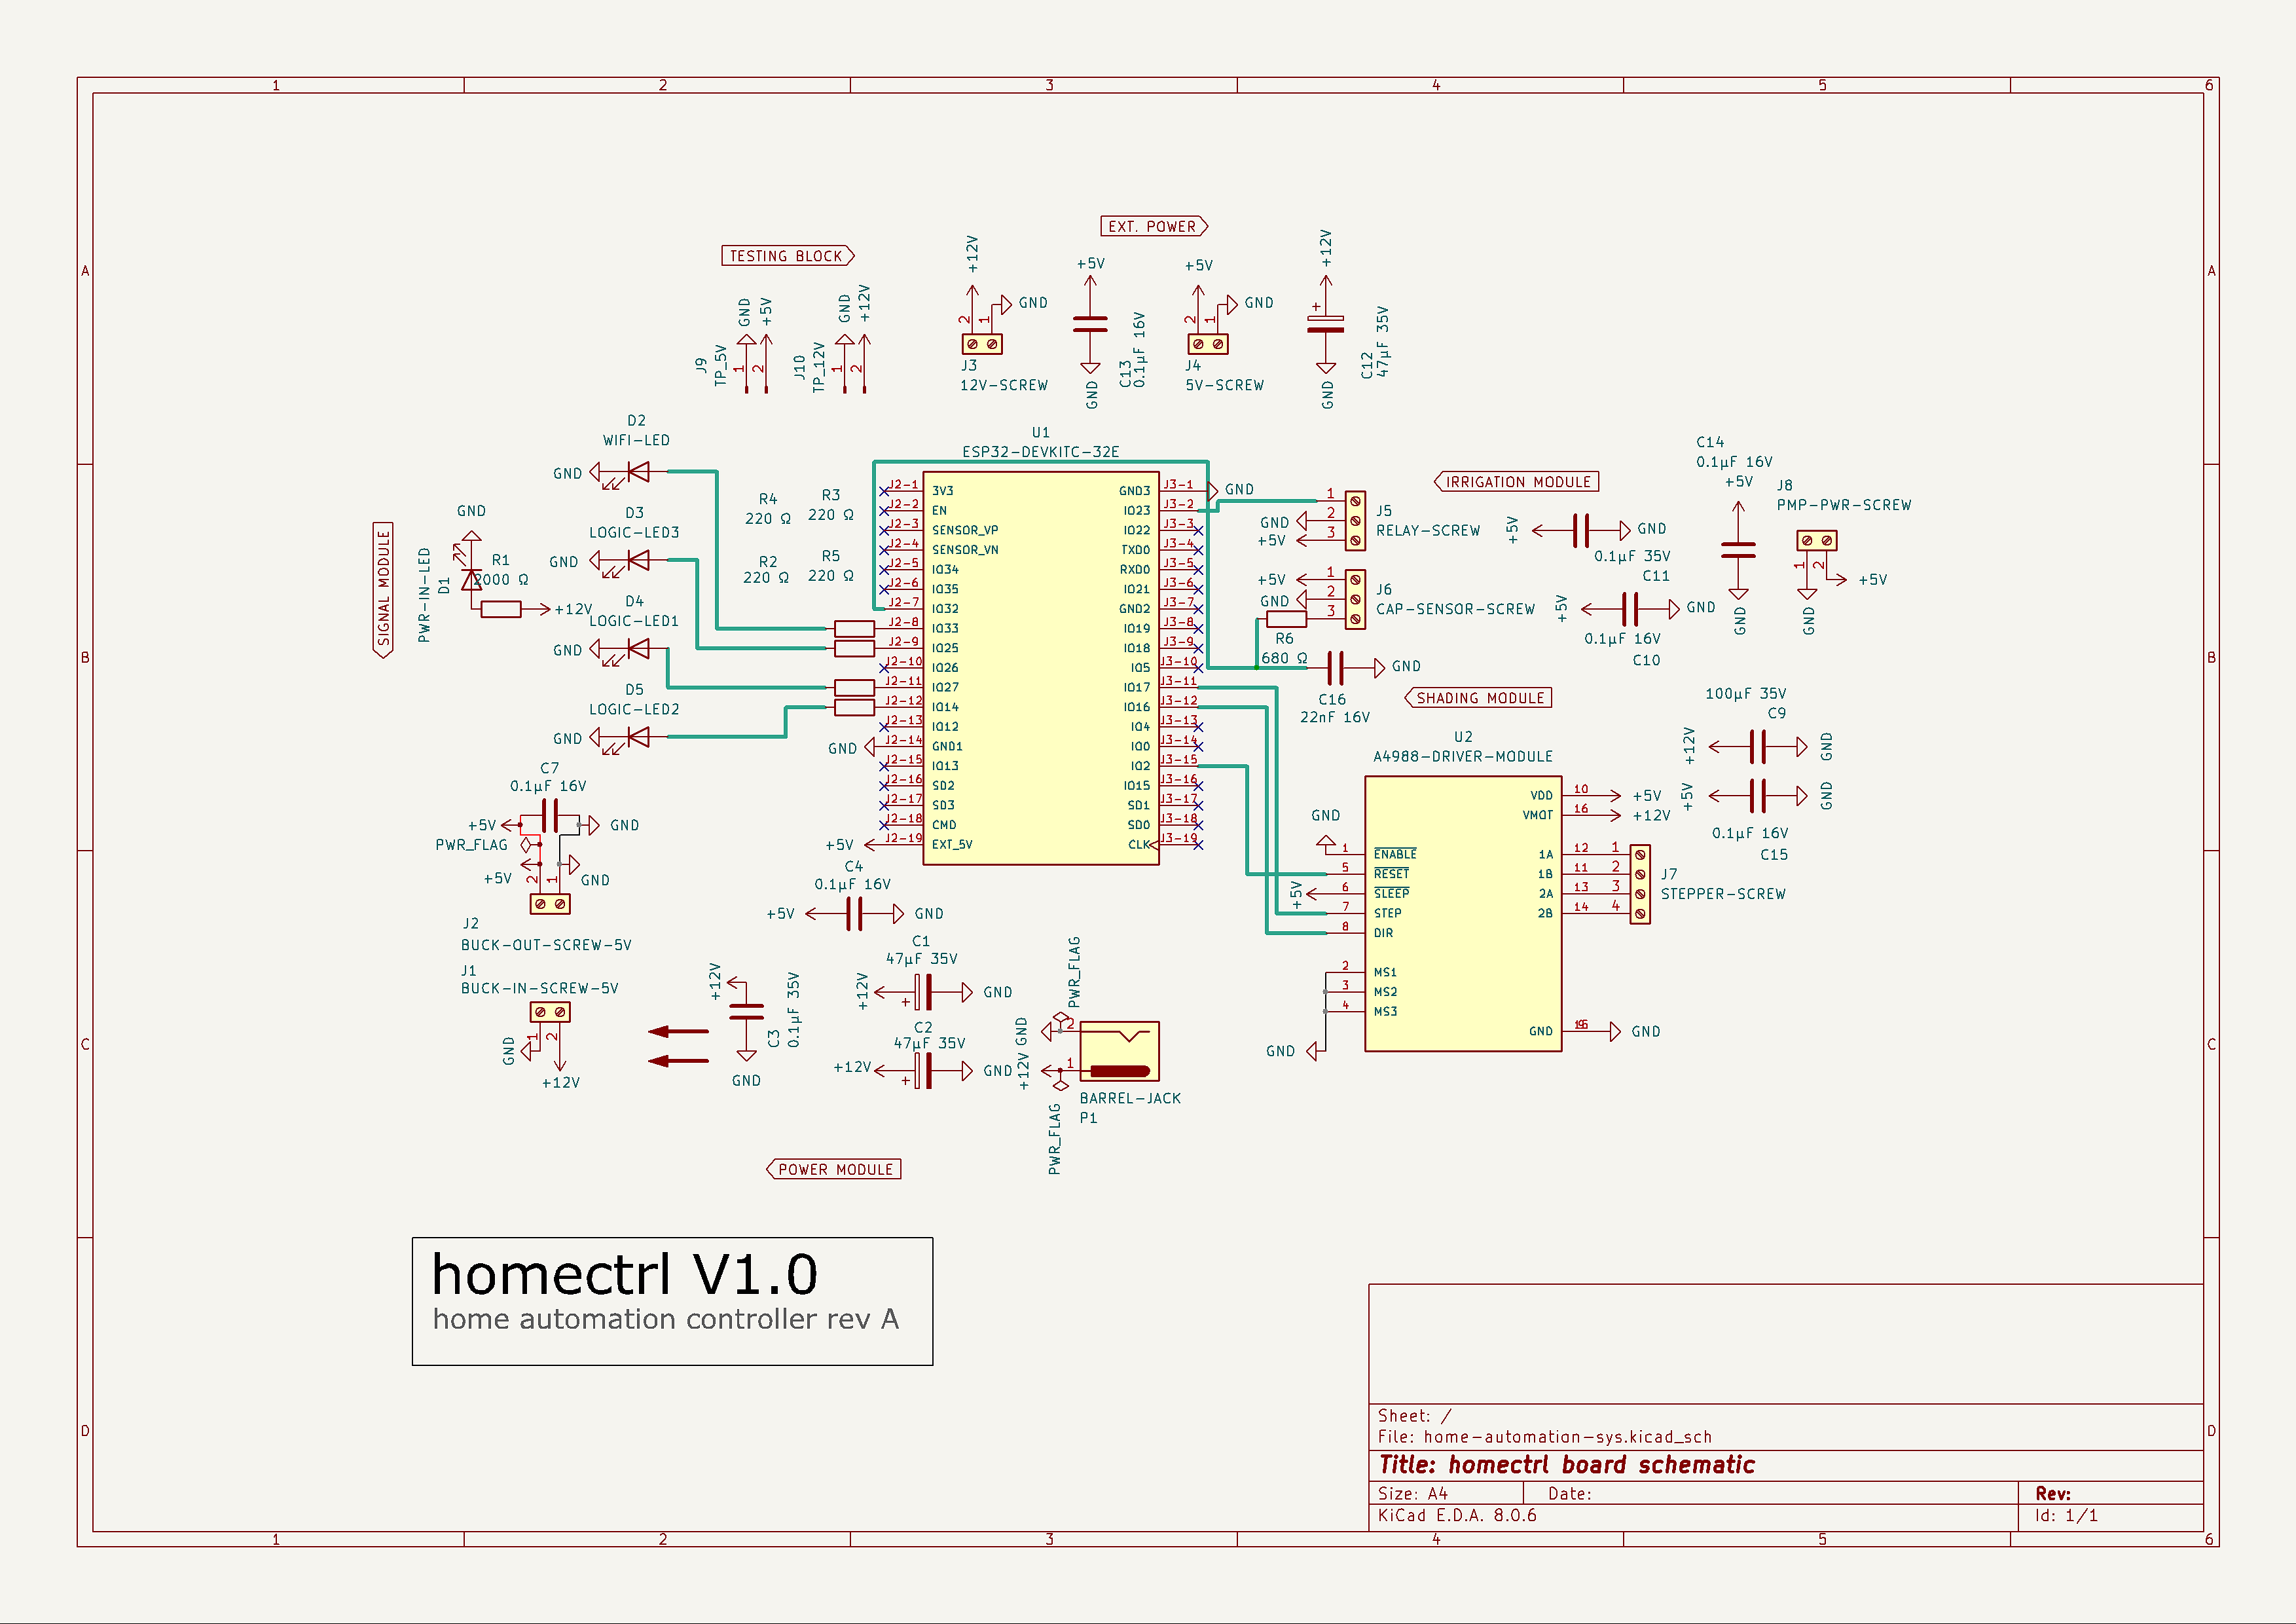 1 2 3 4 5 6
A
B
C
D
A
B
C
D
1 2 3 4 5 6
EXT. POWER
TESTING BLOCK
GND
+5V
J9
TP_5V
1
2
GND
+12V
J10
TP_12V
1
2
+12V
GND
2
1
J3
12V-SCREW
+5V
GND
C13
0.1µF 16V
+5V
GND
2
1
J4
5V-SCREW
+12V
+
GND
C12
47µF 35V
SIGNAL MODULE
GND
PWR-IN-LED
D1
R1
2000 Ω
+12V
D2
WIFI-LED
GND
D3
LOGIC-LED3
GND
D4
LOGIC-LED1
GND
D5
LOGIC-LED2
GND
R4
220 Ω
R3
220 Ω
R2
220 Ω
R5
220 Ω
U1
ESP32-DEVKITC-32E
J2-1 3V3
J2-2 EN
J2-3 SENSOR_VP
J2-4 SENSOR_VN
J2-5 IO34
J2-6 IO35
J2-7 IO32
J2-8 IO33
J2-9 IO25
J2-10 IO26
J2-11 IO27
J2-12 IO14
J2-13 IO12
GND J2-14 GND1
J2-15 IO13
J2-16 SD2
J2-17 SD3
J2-18 CMD
+5V J2-19 EXT_5V
GND3 J3-1 GND
IO23 J3-2
IO22 J3-3
TXD0 J3-4
RXD0 J3-5
IO21 J3-6
GND2 J3-7
IO19 J3-8
IO18 J3-9
IO5 J3-10
IO17 J3-11
IO16 J3-12
IO4 J3-13
IO0 J3-14
IO2 J3-15
IO15 J3-16
SD1 J3-17
SD0 J3-18
CLK J3-19
IRRIGATION MODULE
1
GND 2
+5V 3
J5
RELAY-SCREW
+5V 1
GND 2
3
J6
CAP-SENSOR-SCREW
R6
680 Ω
GND
C16
22nF 16V
+5V
GND
0.1µF 35V
C11
+5V
GND
0.1µF 16V
C10
C14
0.1µF 16V
+5V
GND
J8
PMP-PWR-SCREW
1
2
+5V
GND
SHADING MODULE
100µF 35V
C9
+12V
GND
+5V
GND
0.1µF 16V
C15
U2
A4988-DRIVER-MODULE
GND
1 ENABLE
5 RESET
+5V 6 SLEEP
7 STEP
8 DIR
2 MS1
3 MS2
4 MS3
GND
VDD 10 +5V
VMOT 16 +12V
1A 12 1
1B 11 2
2A 13 3
2B 14 4
GND GND
J7
STEPPER-SCREW
C7
0.1µF 16V
+5V
GND
PWR_FLAG
+5V
GND
2
1
J2
BUCK-OUT-SCREW-5V
J1
BUCK-IN-SCREW-5V
1
2
GND
+12V
C4
0.1µF 16V
+5V
GND
+12V
C3
0.1µF 35V
GND
C1
47µF 35V
+12V
+
GND
C2
47µF 35V
+12V
+
GND
PWR_FLAG
GND
2
+12V
1
PWR_FLAG
BARREL-JACK
P1
POWER MODULE
homectrl V1.0
home automation controller rev A
Sheet: /
File: home-automation-sys.kicad_sch
Title: homectrl board schematic
Size: A4 Date: Rev:
KiCad E.D.A. 8.0.6 Id: 1/1